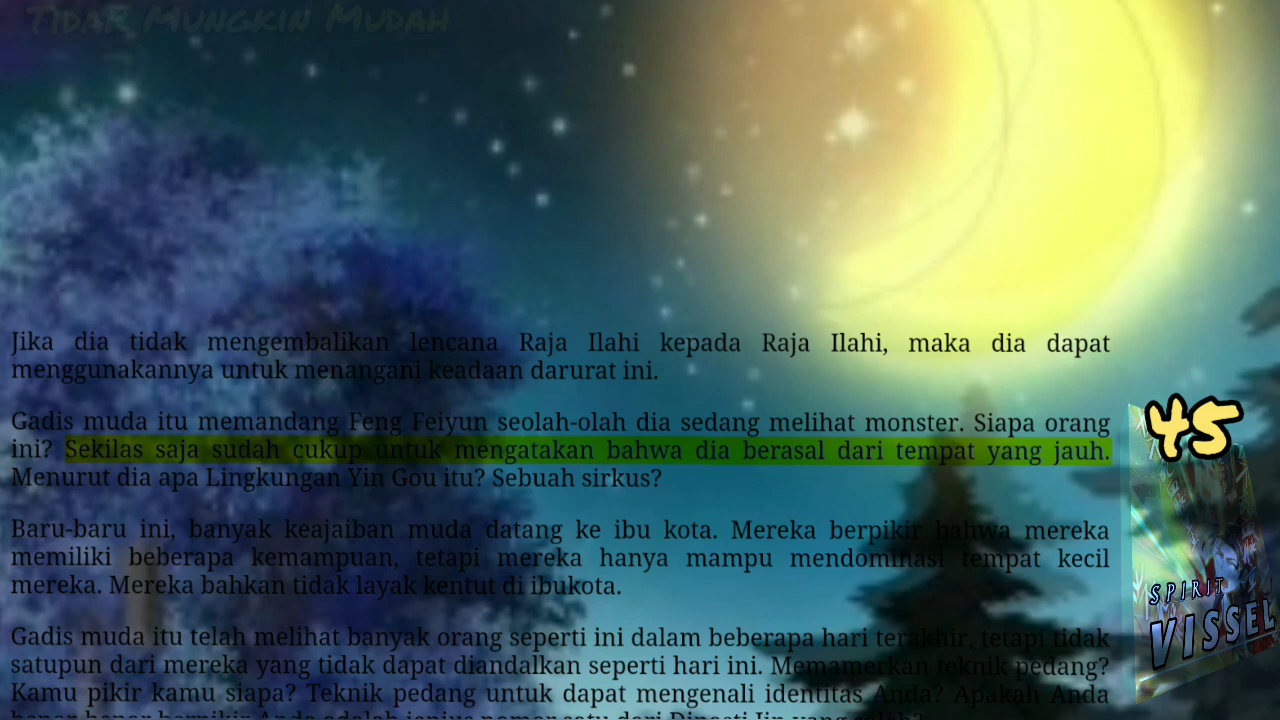 Tidak Mungkin Mudah
Jika dia tidak mengembalikan lencana Raja Ilahi kepada Raja Ilahi, maka dia dapat
menggunakannya untuk menangani keadaan darurat ini.
Gadis muda itu memandang Feng Feiyun seolah-olah dia sedang melihat monster. Siapa orang
ini? Sekilas saja sudah cukup untuk mengatakan bahwa dia berasal dari tempat yang jauh.
Menurut dia apa Lingkungan Yin Gou itu? Sebuah sirkus?
Baru-baru ini, banyak keajaiban muda datang ke ibu kota. Mereka berpikir bahwa mereka
memiliki beberapa kemampuan, tetapi mereka hanya mampu mendominasi tempat kecil
mereka. Mereka bahkan tidak layak kentut di ibukota.
Gadis muda itu telah melihat banyak orang seperti ini dalam beberapa hari terakhir, tetapi tidak
satupun dari mereka yang tidak dapat diandalkan seperti hari ini. Memamerkan teknik pedang?
Kamu pikir kamu siapa? Teknik pedang untuk dapat mengenali identitas Anda? Apakah Anda
45
SPIRIT
VISSEL